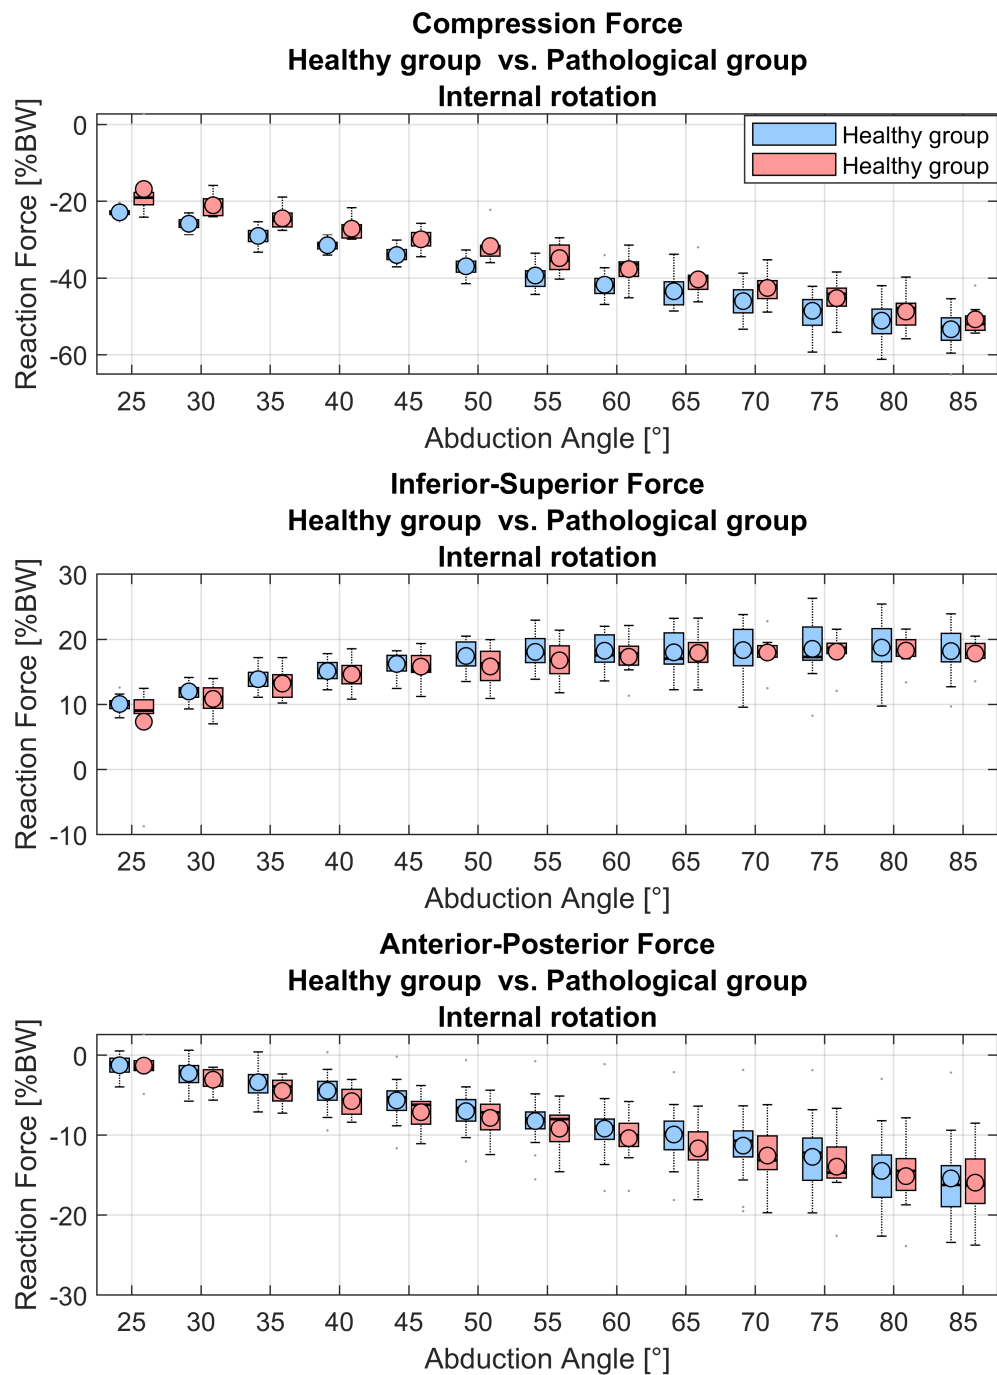 Compression Force
Healthy group vs. Pathological group
Internal rotation
Reaction Force [%BW]
0
-20
-40
-60
Healthy group
Healthy group
25 30 35 40 45 50 55 60 65 70 75 80 85
Abduction Angle [°]
Inferior-Superior Force
Healthy group vs. Pathological group
Internal rotation
Reaction Force [%BW]
30
20
10
0
-10
25 30 35 40 45 50 55 60 65 70 75 80 85
Abduction Angle [°]
Anterior-Posterior Force
Healthy group vs. Pathological group
Internal rotation
Reaction Force [%BW]
0
-10
-20
-30
25 30 35 40 45 50 55 60 65 70 75 80 85
Abduction Angle [°]